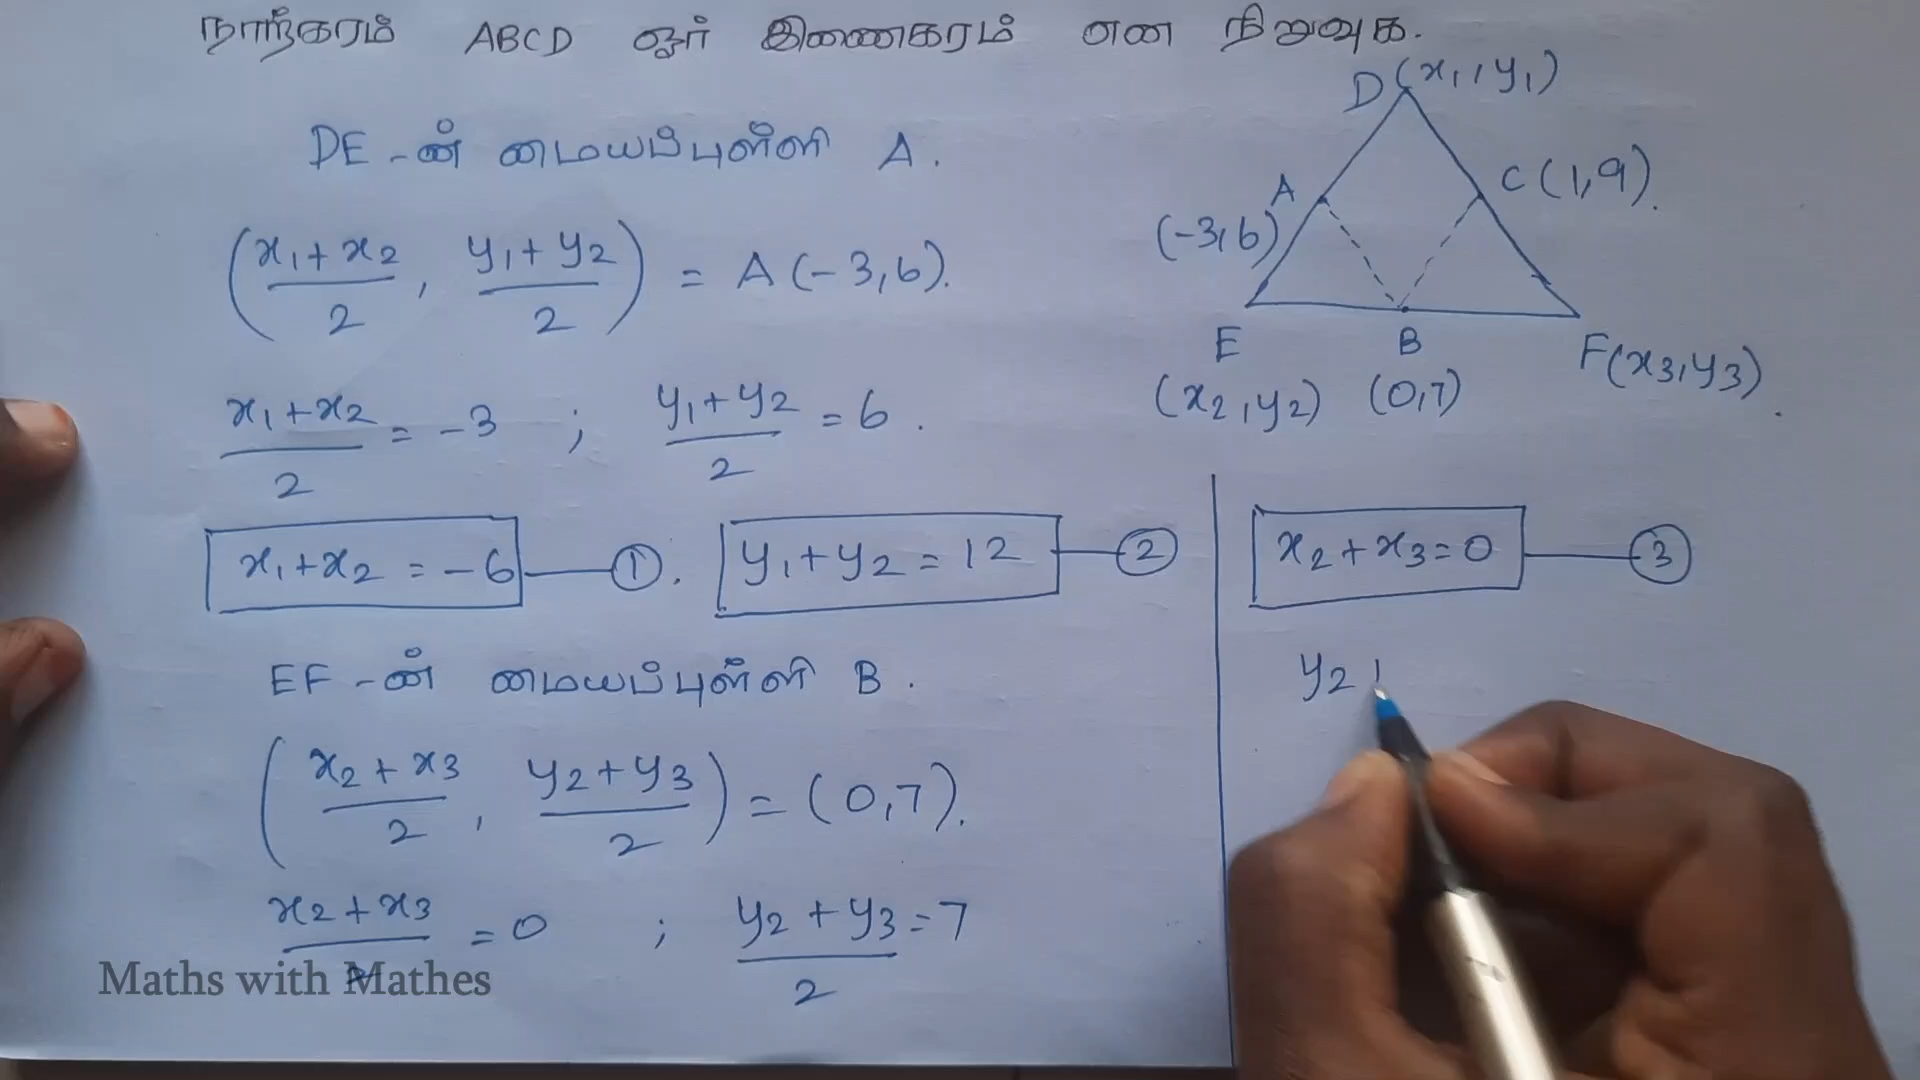 நாற்கரம் ABCD ஓர் இணைகரம் என நிறுவுக.
DE -ன் மையப்புள்ளி A.
(x₁+x₂/2, y₁+y₂/2) = A(-3,6).
x₁+x₂/2 = -3 ; y₁+y₂/2 = 6.
x₁+x₂ = -6 — ①. y₁+y₂ = 12 — ②
EF -ன் மையப்புள்ளி B.
(x₂+x₃/2, y₂+y₃/2) = (0,7).
x₂+x₃/2 = 0 ; y₂+y₃/2 = 7
D(x₁,y₁)
A
C(1,9).
(-3,6)
E B F(x₃,y₃).
(x₂,y₂) (0,7)
x₂+x₃=0 — ③
y₂
Maths with Mathes